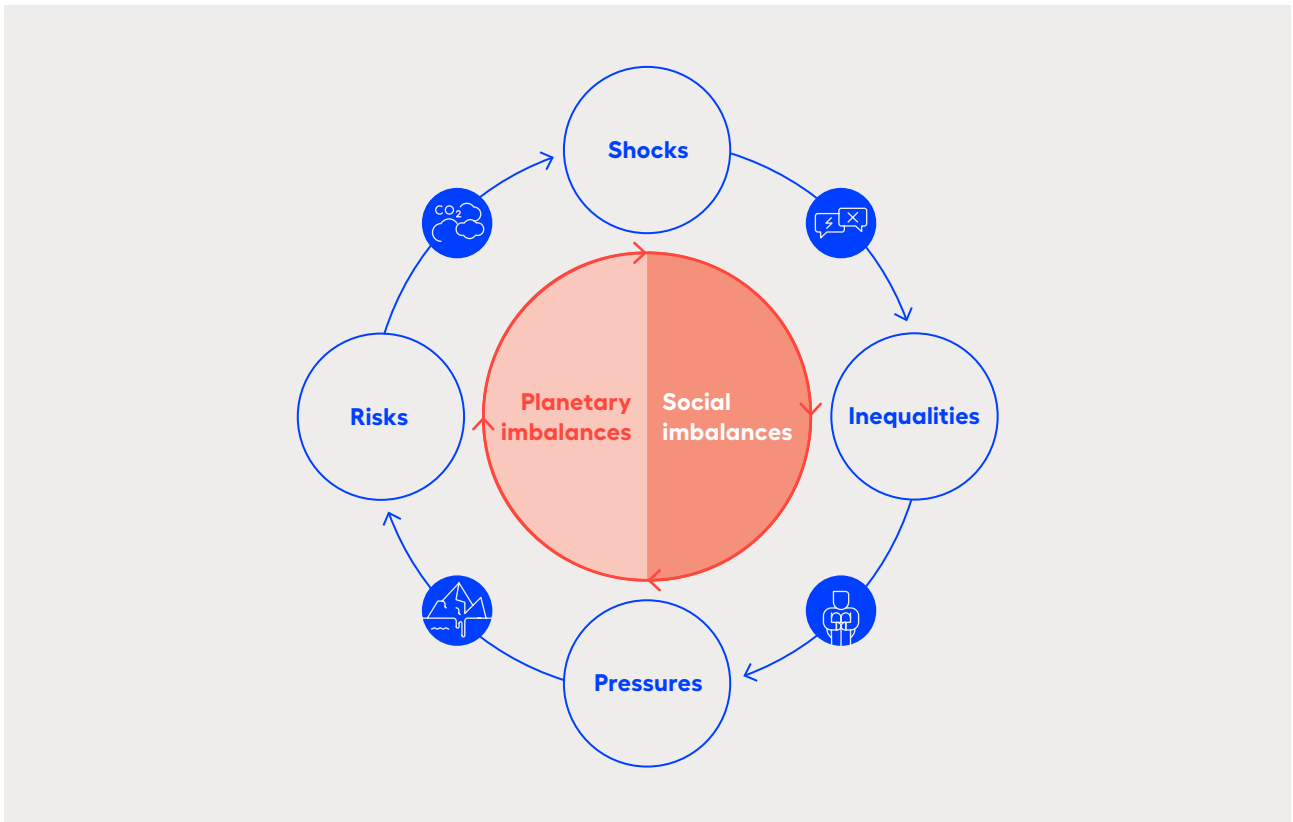 Shocks
CO₂
Risks
Planetary
imbalances
Social
imbalances
Inequalities
Pressures